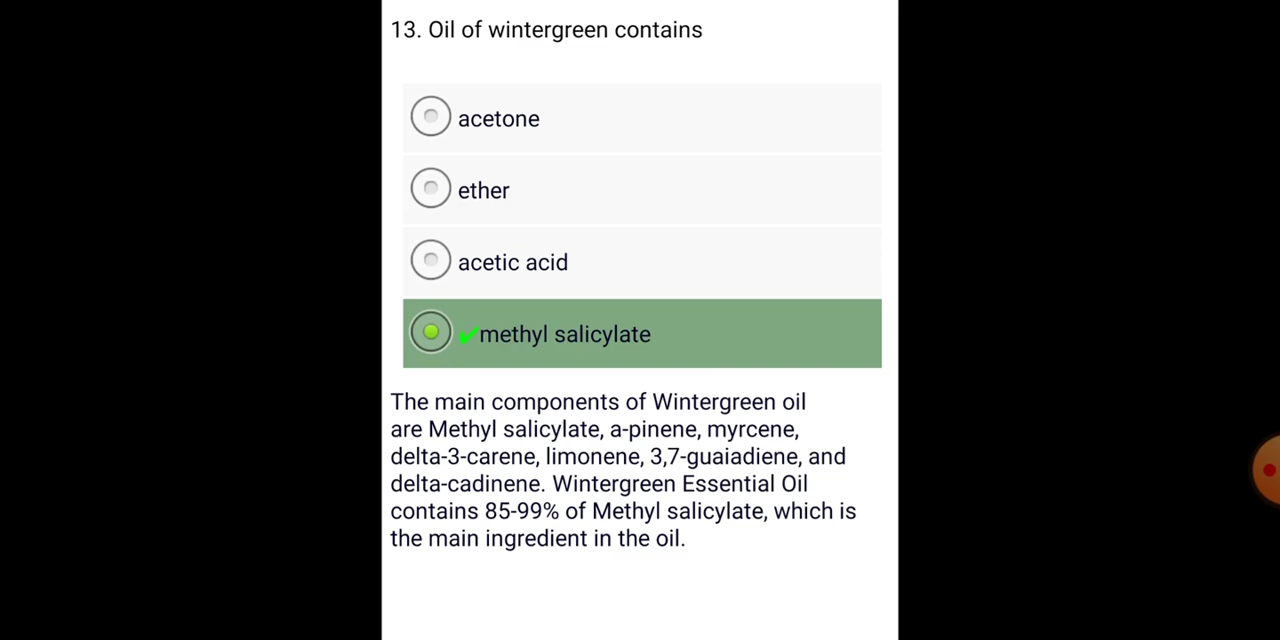 13. Oil of wintergreen contains
acetone
ether
acetic acid
methyl salicylate
The main components of Wintergreen oil
are Methyl salicylate, a-pinene, myrcene,
delta-3-carene, limonene, 3,7-guaiadiene, and
delta-cadinene. Wintergreen Essential Oil
contains 85-99% of Methyl salicylate, which is
the main ingredient in the oil.